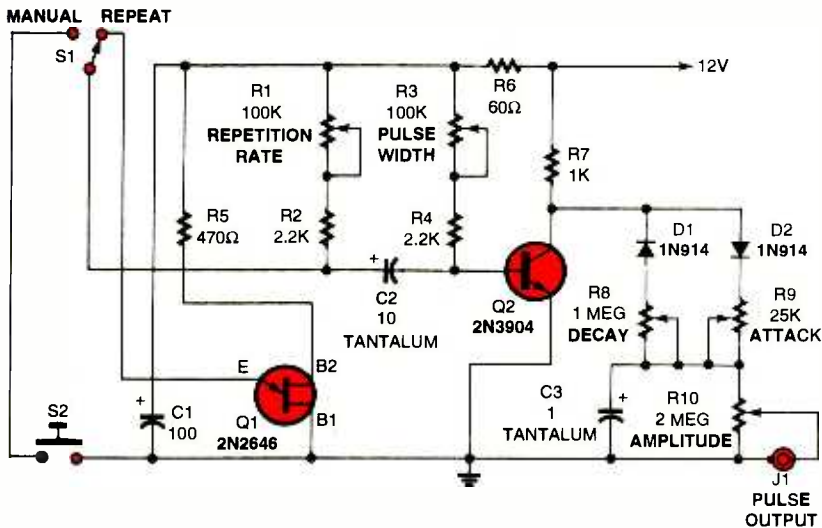 MANUAL REPEAT
S1
R1
100K
REPETITION
RATE
R3
100K
PULSE
WIDTH
R6
60Ω
12V
R7
1K
R5
470Ω
R2
2.2K
R4
2.2K
+
C2
10
TANTALUM
Q2
2N3904
D1
1N914
D2
1N914
R8
1 MEG
DECAY
R9
25K
ATTACK
E
B2
B1
Q1
2N2646
S2
+
C1
100
C3
1
TANTALUM
+
R10
2 MEG
AMPLITUDE
J1
PULSE
OUTPUT